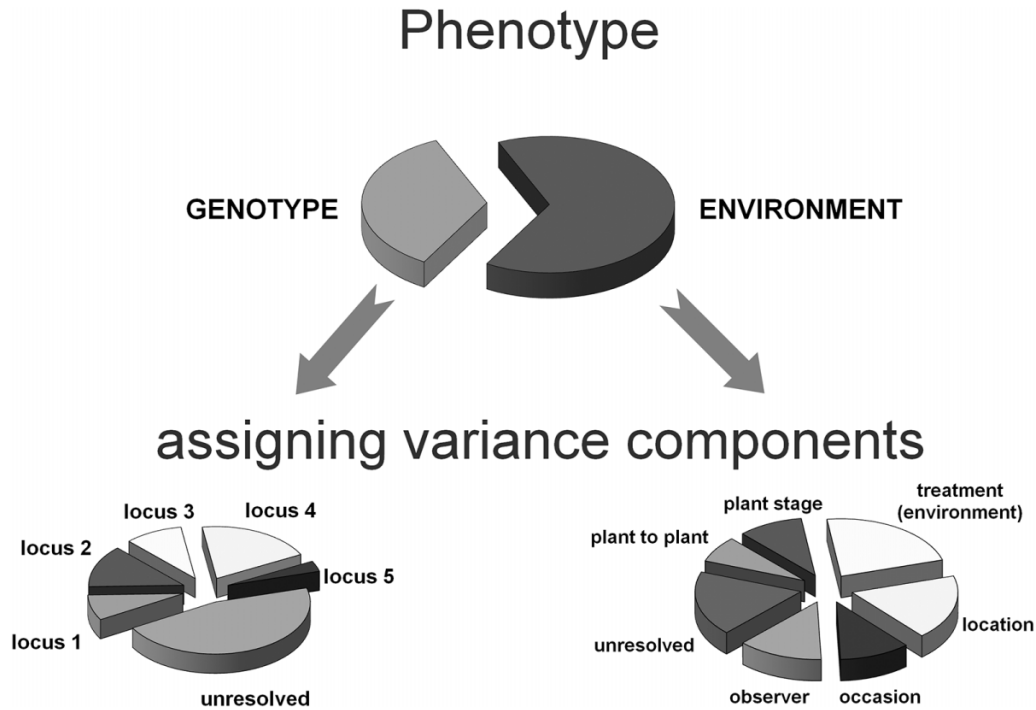 Phenotype
GENOTYPE
ENVIRONMENT
assigning variance components
locus 3
locus 4
locus 2
locus 5
locus 1
unresolved
plant stage
treatment
(environment)
plant to plant
location
unresolved
observer
occasion